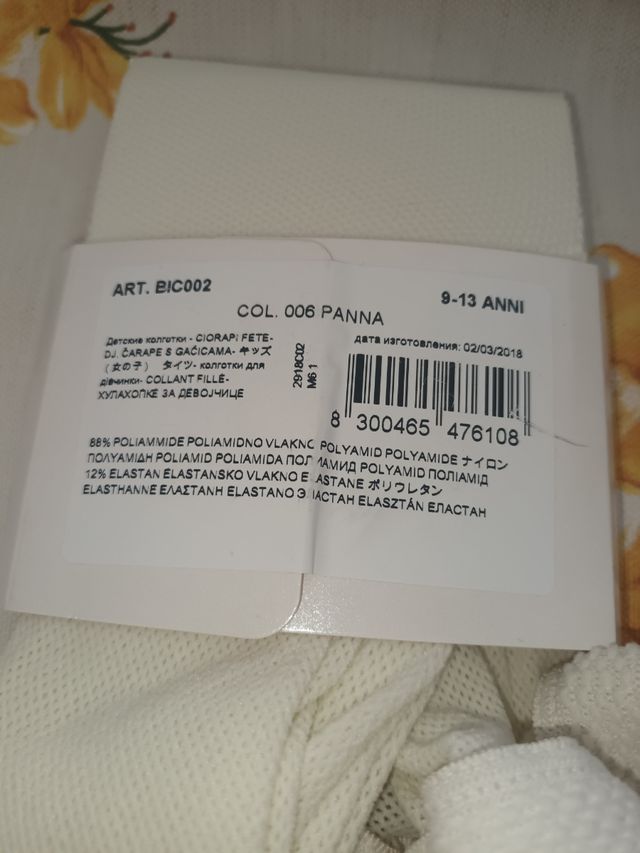 ART. BIC002
9-13 ANNI
COL. 006 PANNA
Детские колготки - CIORAPI FETE-
DJ. ČARAPE S GAĆICAMA- キッズ
(女の子) タイツ- колготки для
дівчинки- COLLANT FILLE-
ХУЛАХОПКЕ ЗА ДЕВОЈЧИЦЕ
2918C02
M6 1
дата изготовления: 02/03/2018
8 300465 476108
88% POLIAMMIDE POLIAMIDNO VLAKNO POLYAMID POLYAMIDE ナイロン
ΠΟΛΥΑΜΙΔΗ POLIAMID POLIAMIDA ПОЛИАМИД POLYAMID ПОЛІАМІД
12% ELASTAN ELASTANSKO VLAKNO ELASTANE ポリウレタン
ELASTHANNE ΕΛΑΣΤΑΝΗ ELASTANO ЭЛАСТАН ELASZTÁN ЕЛАСТАН